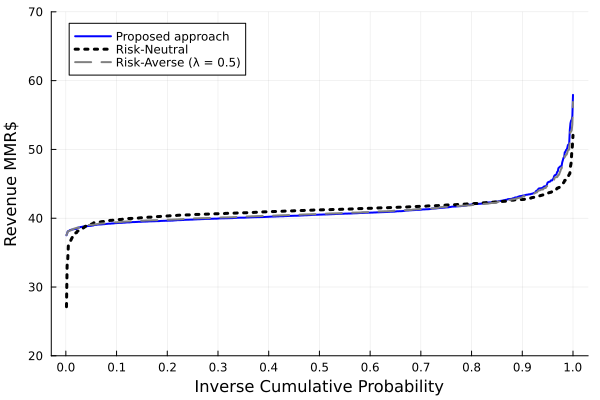 70
60
50
40
30
20
Revenue MMR$
Proposed approach
Risk-Neutral
Risk-Averse (λ = 0.5)
0.0 0.1 0.2 0.3 0.4 0.5 0.6 0.7 0.8 0.9 1.0
Inverse Cumulative Probability